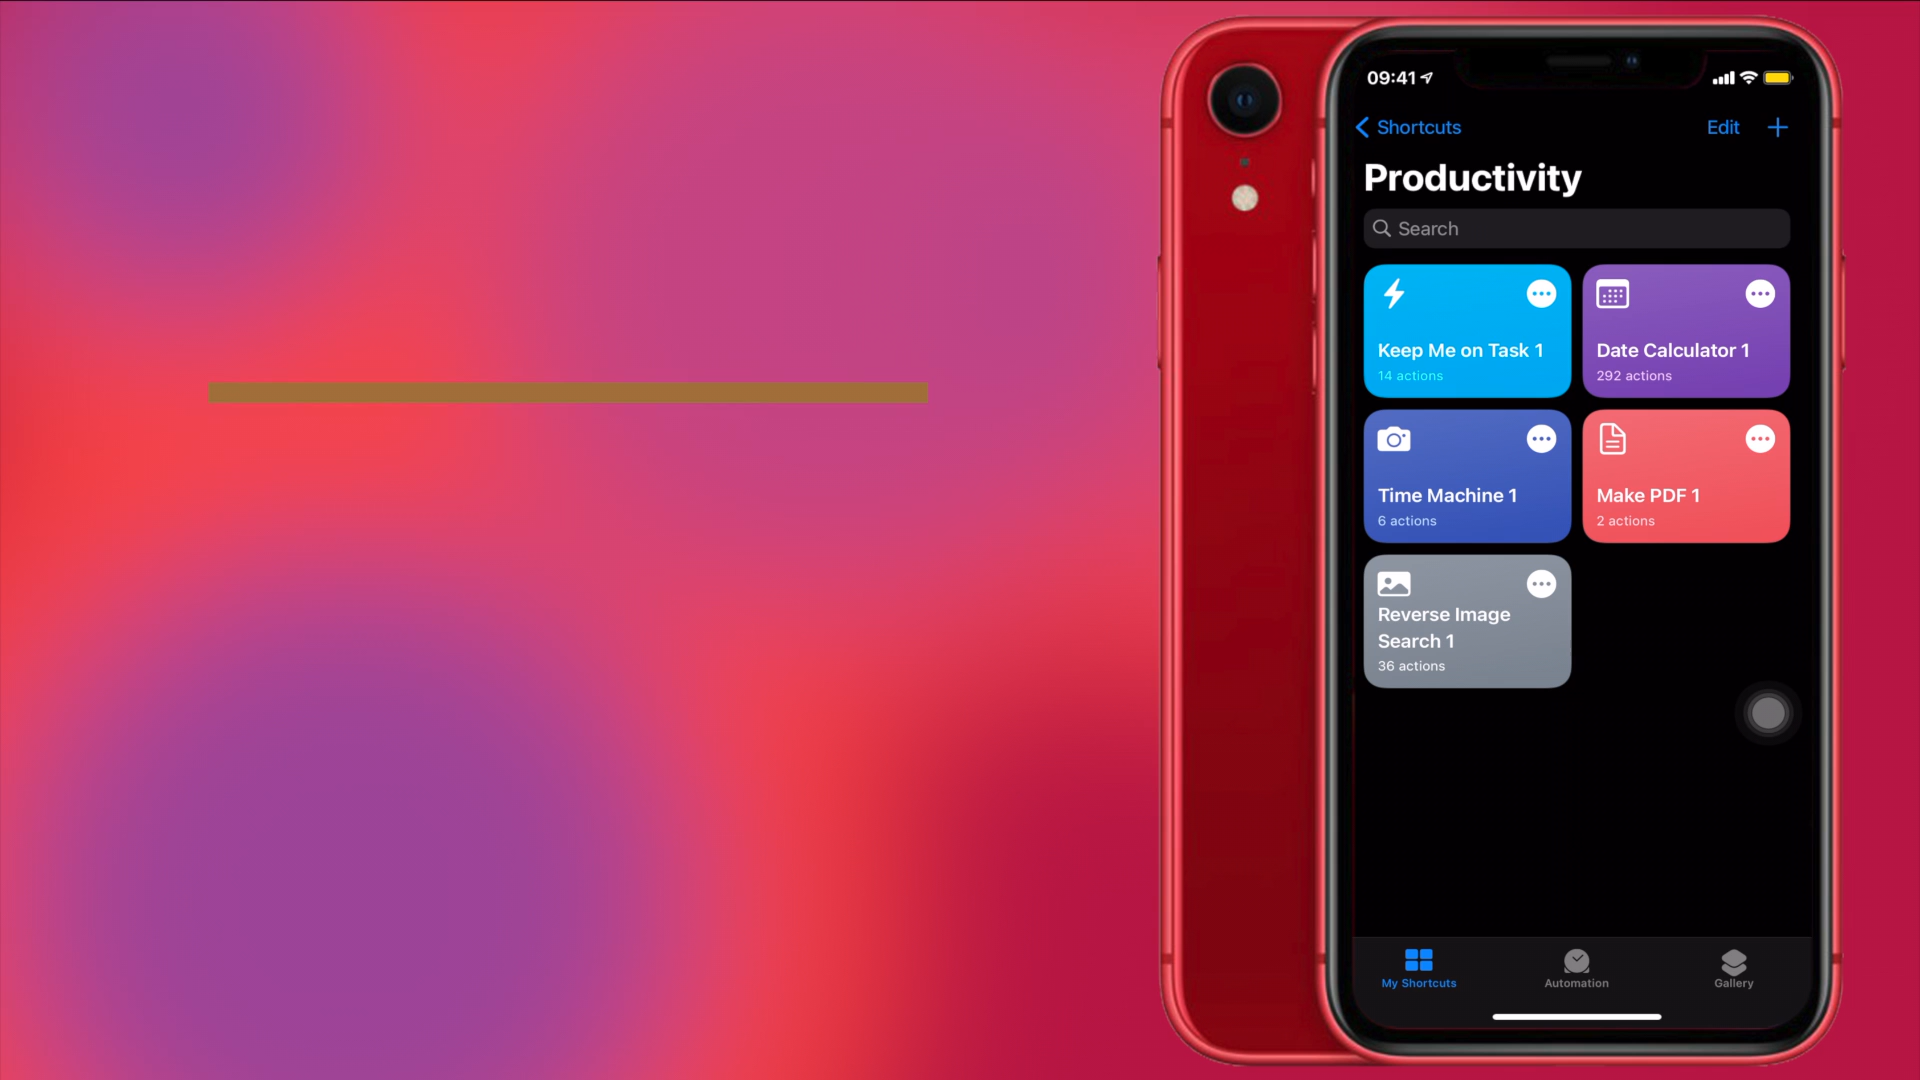 09:41
Shortcuts
Edit
Productivity
Search
Keep Me on Task 1
14 actions
Date Calculator 1
292 actions
Time Machine 1
6 actions
Make PDF 1
2 actions
Reverse Image
Search 1
36 actions
My Shortcuts
Automation
Gallery